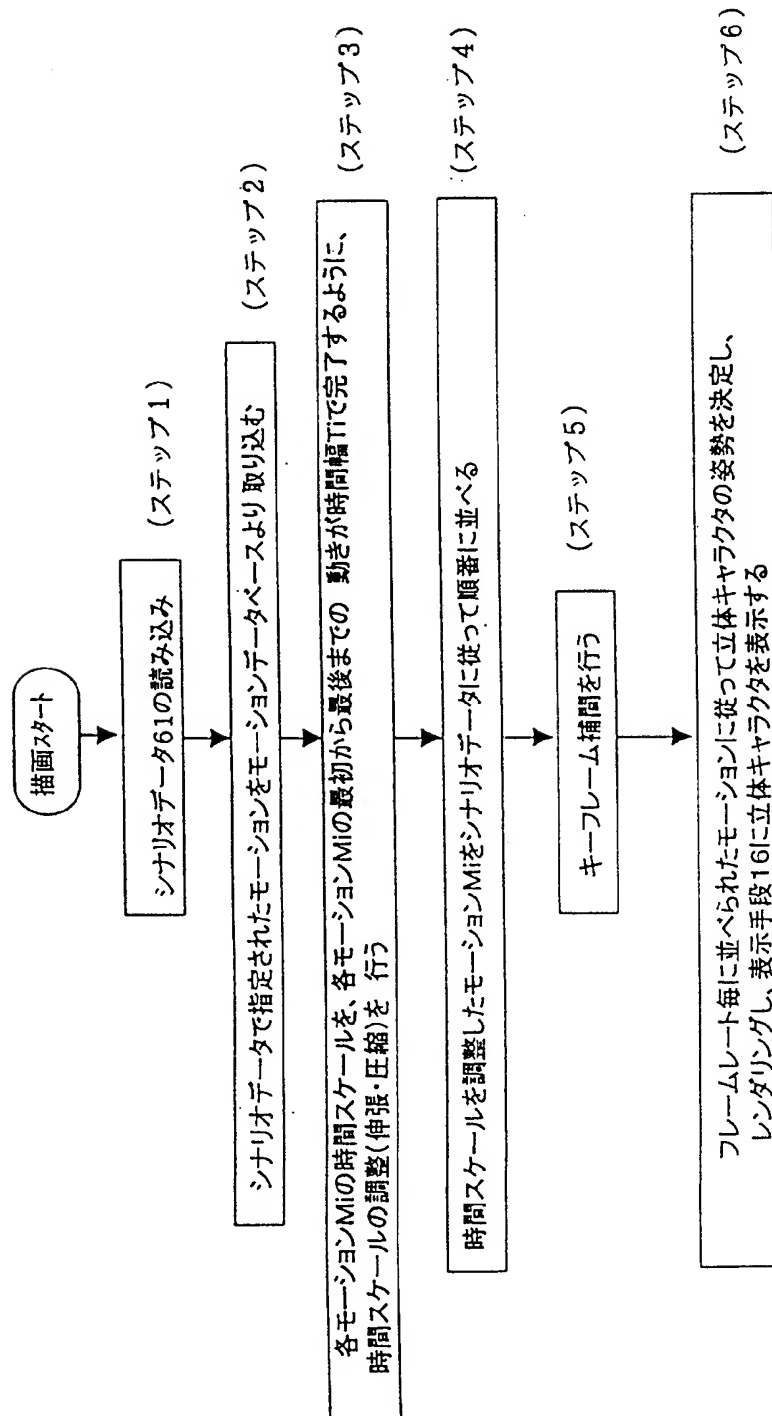 描画スタート
シナリオデータ61の読み込み
(ステップ1)
シナリオデータで指定されたモーションをモーションデータベースより取り込む
(ステップ2)
各モーションMiの時間スケールを、各モーションMiの最初から最後までの 動きが時間幅Tiで完了するように、
時間スケールの調整(伸張・圧縮)を 行う
(ステップ3)
時間スケールを調整したモーションMiをシナリオデータに従って順番に並べる
(ステップ4)
キーフレーム補間を行う
(ステップ5)
フレームレート毎に並べられたモーションに従って立体キャラクタの姿勢を決定し、
レンダリングし、表示手段16に立体キャラクタを表示する
(ステップ6)